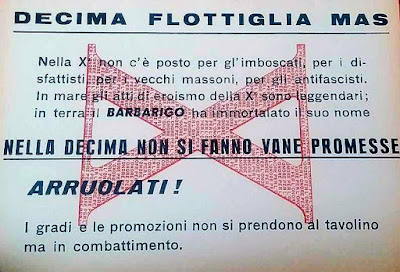 DECIMA FLOTTIGLIA MAS
Nella Xª non c'è posto per gl'imboscati, per i di-
sfattisti, per i vecchi massoni, per gli antifascisti.
In mare gli atti di eroismo della Xª sono leggendari;
in terra il BARBARIGO ha immortalato il suo nome
NELLA DECIMA NON SI FANNO VANE PROMESSE
ARRUOLATI !
I gradi e le promozioni non si prendono al tavolino
ma in combattimento.